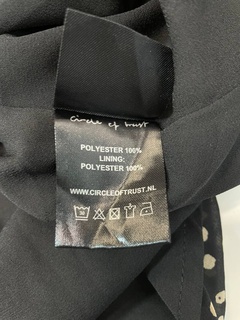 circle of trust
POLYESTER 100%
LINING:
POLYESTER 100%
WWW.CIRCLEOFTRUST.NL